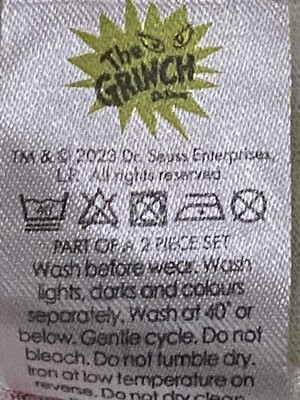 The
GRINCH
TM & © 2023 Dr. Seuss Enterprises,
L.P. All rights reserved.
PART OF A 2 PIECE SET
Wash before wear. Wash
lights, darks and colours
separately. Wash at 40° or
below. Gentle cycle. Do not
bleach. Do not tumble dry.
Iron at low temperature on
reverse. Do not dry clean